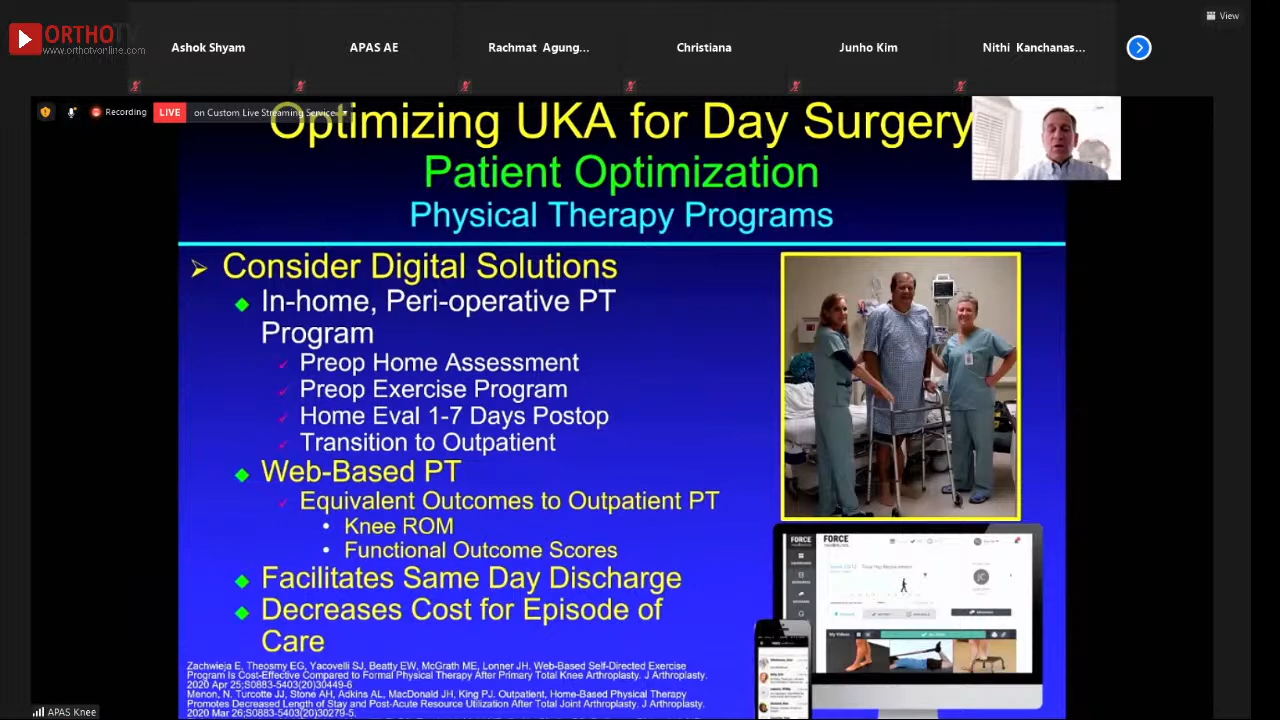 ORTHOTV
www.orthotvonline.com
View
Ashok Shyam
APAS AE
Rachmat Agung...
Christiana
Junho Kim
Nithi Kanchanas...
Recording
LIVE
on Custom Live Streaming Service
Optimizing UKA for Day Surgery
Patient Optimization
Physical Therapy Programs
Consider Digital Solutions
In-home, Peri-operative PT
Program
Preop Home Assessment
Preop Exercise Program
Home Eval 1-7 Days Postop
Transition to Outpatient
Web-Based PT
Equivalent Outcomes to Outpatient PT
Knee ROM
Functional Outcome Scores
Facilitates Same Day Discharge
Decreases Cost for Episode of
Care
FORCE
FORCE
My Videos
Zachwieja E, Theosmy EG, Yacovelli SJ, Beatty EW, McGrath ME, Lonner JH. Web-Based Self-Directed Exercise
Program Is Cost-Effective Compared to Formal Physical Therapy After Primary Total Knee Arthroplasty. J Arthroplasty.
2020 Apr 25;S0883-5403(20)30449-6
Menon, N, Turcotte JJ, Stone AH, Adkins AL, MacDonald JH, King PJ. Outpatient, Home-Based Physical Therapy
Promotes Decreased Length of Stay and Post-Acute Resource Utilization After Total Joint Arthroplasty. J Arthroplasty.
2020 Mar 26;S0883-5403(20)30279-5
APAS